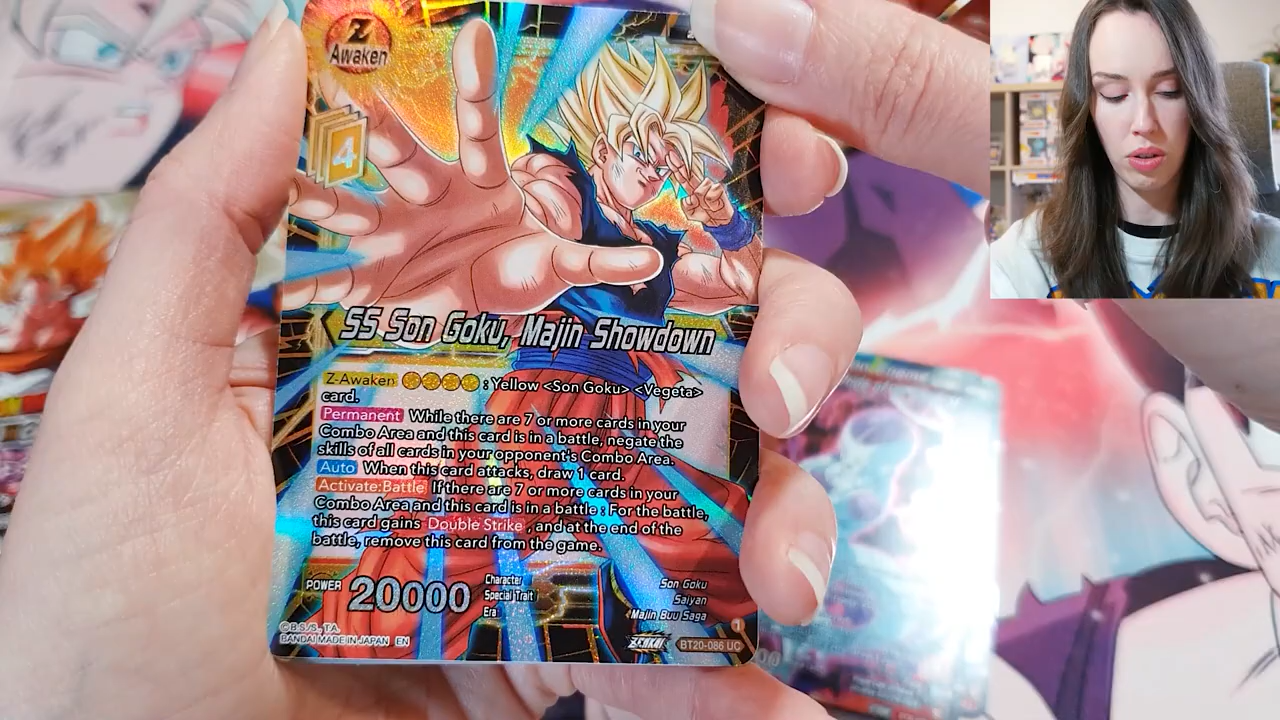 Z
Awaken
4
SS Son Goku, Majin Showdown
Z-Awaken : Yellow <Son Goku> <Vegeta>
card.
Permanent While there are 7 or more cards in your
Combo Area and this card is in a battle, negate the
skills of all cards in your opponent's Combo Area.
Auto When this card attacks, draw 1 card.
Activate:Battle If there are 7 or more cards in your
Combo Area and this card is in a battle : For the battle,
this card gains Double Strike, and at the end of the
battle, remove this card from the game.
POWER 20000
Character
Special Trait
Era
Son Goku
Saiyan
Majin Buu Saga
©B.S./S., T.A.
BANDAI MADE IN JAPAN EN
ZENKAI
1
BT20-086 UC